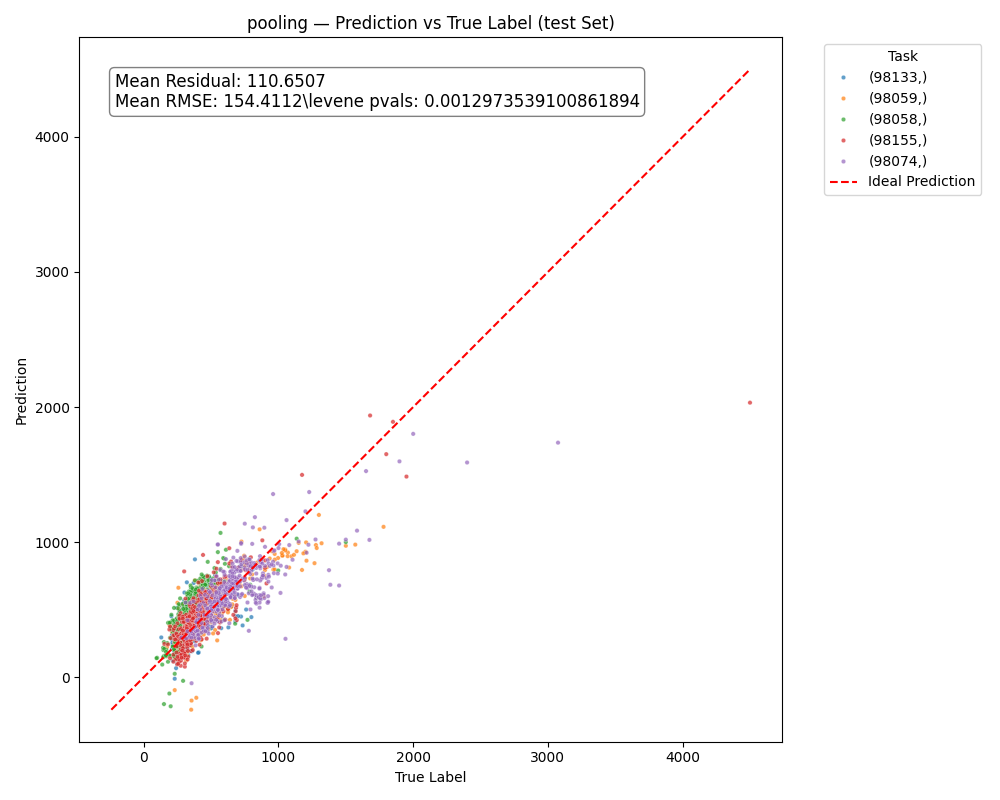 pooling — Prediction vs True Label (test Set)
Mean Residual: 110.6507
Mean RMSE: 154.4112\levene pvals: 0.0012973539100861894
Task
(98133,)
(98059,)
(98058,)
(98155,)
(98074,)
Ideal Prediction
Prediction
4000
3000
2000
1000
0
0
1000
2000
3000
4000
True Label